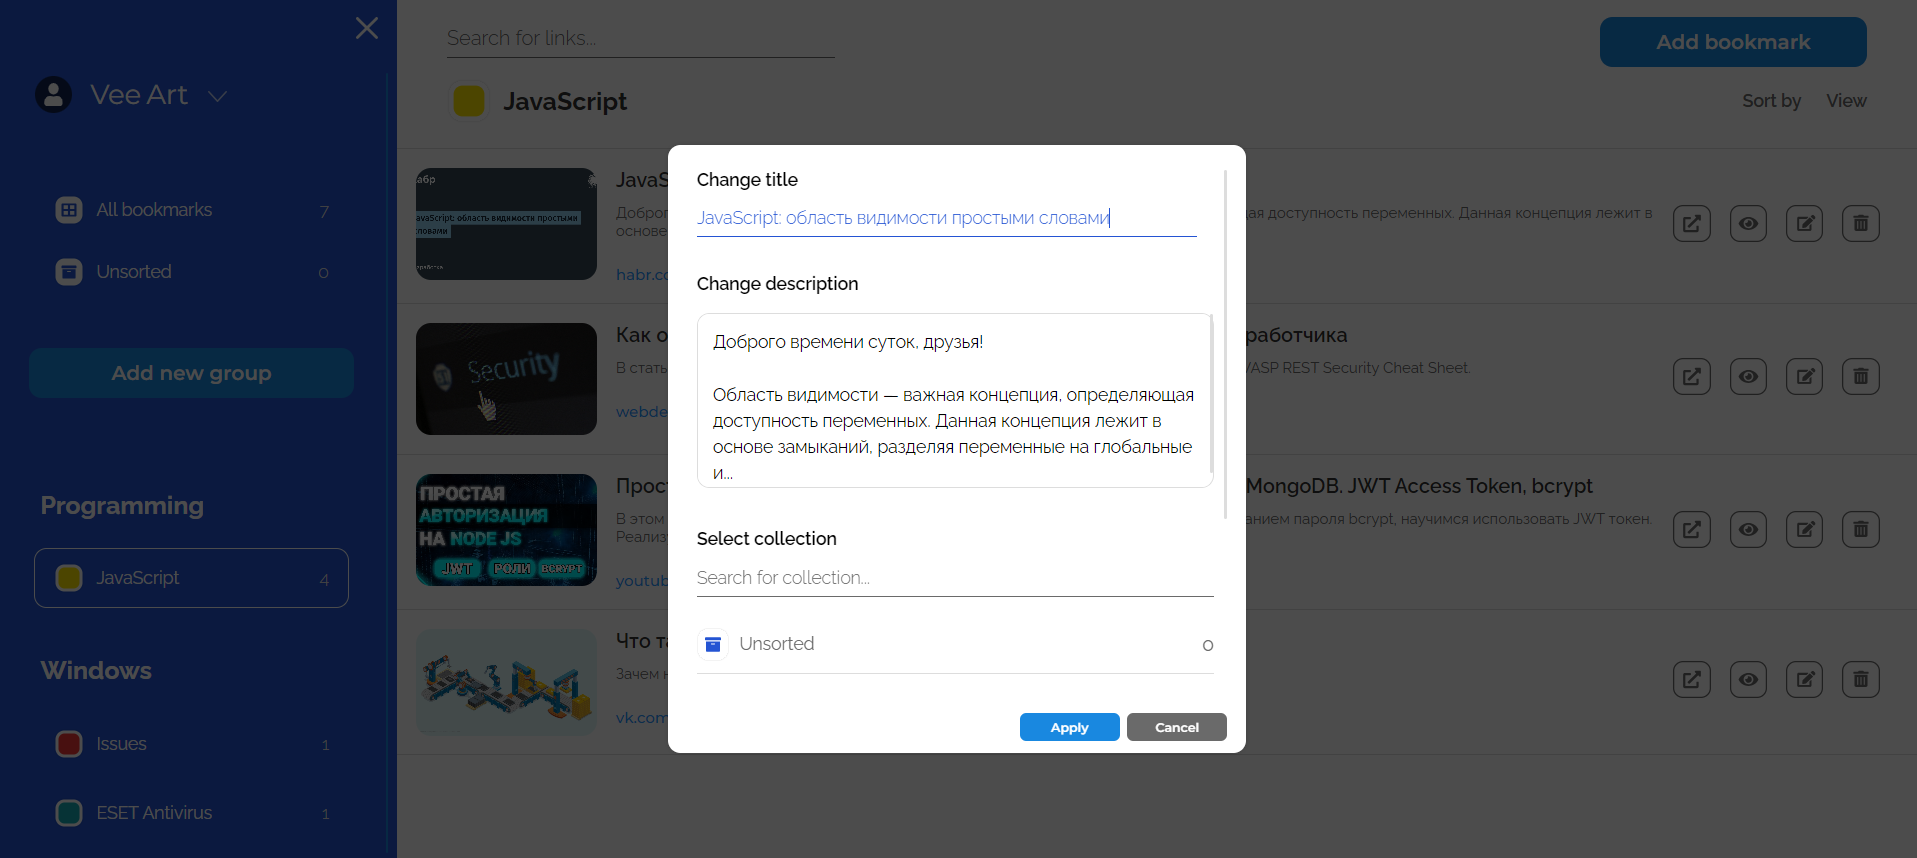 Vee Art
All bookmarks 7
Unsorted 0
Add new group
Programming
JavaScript 4
Windows
Issues 1
ESET Antivirus 1
Search for links...
Add bookmark
JavaScript
Sort by View
абр
JavaScript: область видимости простыми
словами
JavaS
Доброг
основе
ая доступность переменных. Данная концепция лежит в
habr.co
Security
Как о
работчика
В стать
ASP REST Security Cheat Sheet.
webde
ПРОСТАЯ
АВТОРИЗАЦИЯ
НА NODE JS
JWT РОЛИ BCRYPT
Прост
MongoDB. JWT Access Token, bcrypt
В этом
анием пароля bcrypt, научимся использовать JWT токен.
Реализу
youtub
Что та
Зачем н
vk.com
Change title
JavaScript: область видимости простыми словами
Change description
Доброго времени суток, друзья!
Область видимости — важная концепция, определяющая
доступность переменных. Данная концепция лежит в
основе замыканий, разделяя переменные на глобальные
и...
Select collection
Search for collection...
Unsorted 0
Apply Cancel